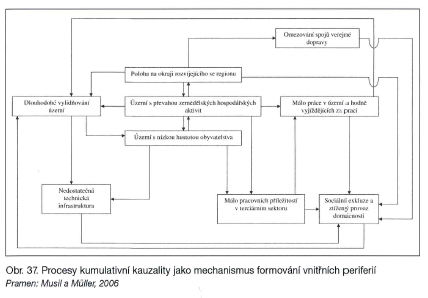 Omezování spojů veřejné
dopravy
Poloha na okraji rozvíjejícího se regionu
Dlouhodobé vylidňování
území
Území s převahou zemědělských hospodářských
aktivit
Málo práce v území a hodně
vyjíždějících za prací
Území s nízkou hustotou obyvatelstva
Nedostatečná
technická
infrastruktura
Málo pracovních příležitostí
v terciárním sektoru
Sociální exkluze a
ztížený provoz
domácností
Obr. 37. Procesy kumulativní kauzality jako mechanismus formování vnitřních periferií
Pramen: Musil a Müller, 2006